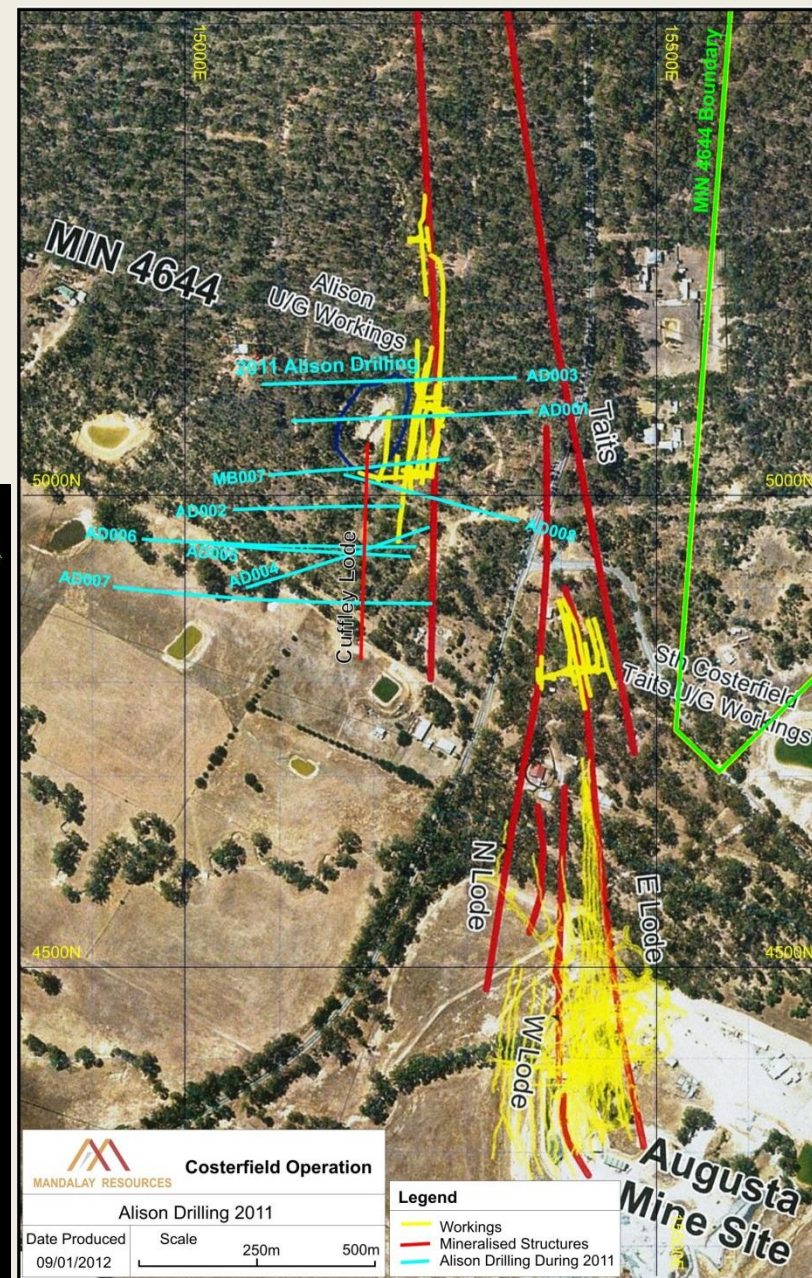 15000E
15500E
MIN 4644 Boundary
MIN 4644
Alison
U/G Workings
2011 Alison Drilling
AD003
AD001
Taits
MB007
5000N
5000N
AD002
AD008
AD006
AD005
AD004
AD007
Cuffley Lode
Sth Costerfield
Taits U/G Workings
N Lode
E Lode
4500N
4500N
W Lode
Augusta
Mine Site
MANDALAY RESOURCES
Costerfield Operation
Alison Drilling 2011
Date Produced
09/01/2012
Scale
250m
500m
Legend
Workings
Mineralised Structures
Alison Drilling During 2011